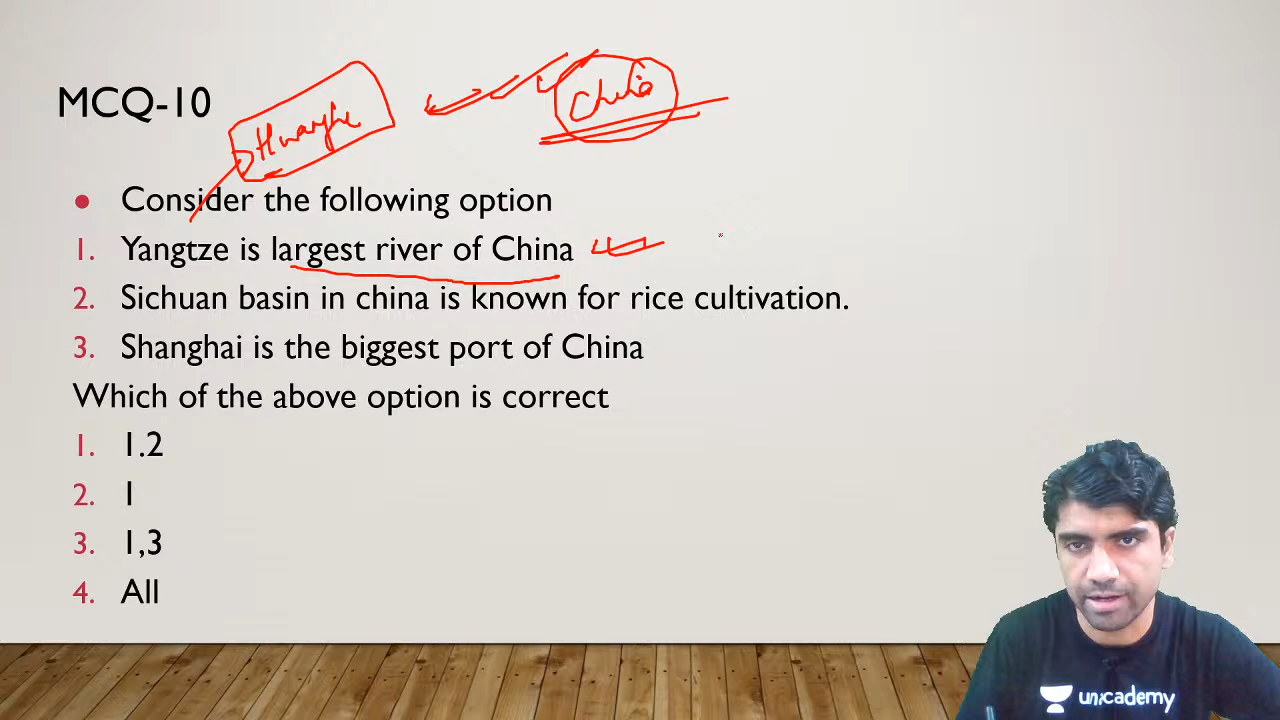 MCQ-10
Huanghe
China
Consider the following option
1. Yangtze is largest river of China
2. Sichuan basin in china is known for rice cultivation.
3. Shanghai is the biggest port of China
Which of the above option is correct
1. 1.2
2. 1
3. 1,3
4. All
unacademy